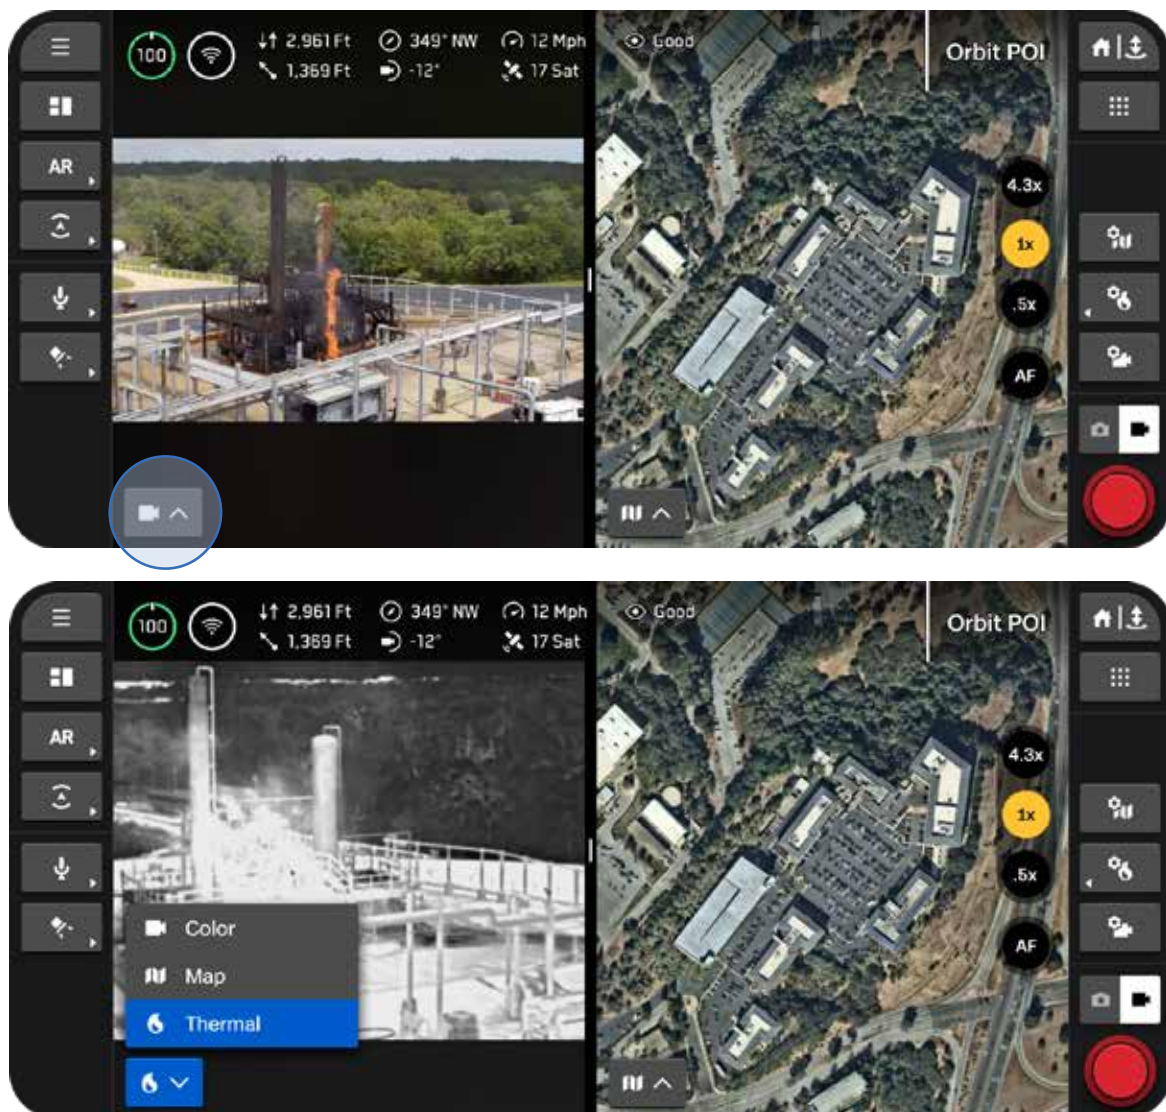 100 2,961 Ft 349° NW 12 Mph Good
1,369 Ft -12° 17 Sat Orbit POI
AR
4.3x
1x
.5x
AF
100 2,961 Ft 349° NW 12 Mph Good
1,369 Ft -12° 17 Sat Orbit POI
AR
4.3x
1x
.5x
Color
AF
Map
Thermal